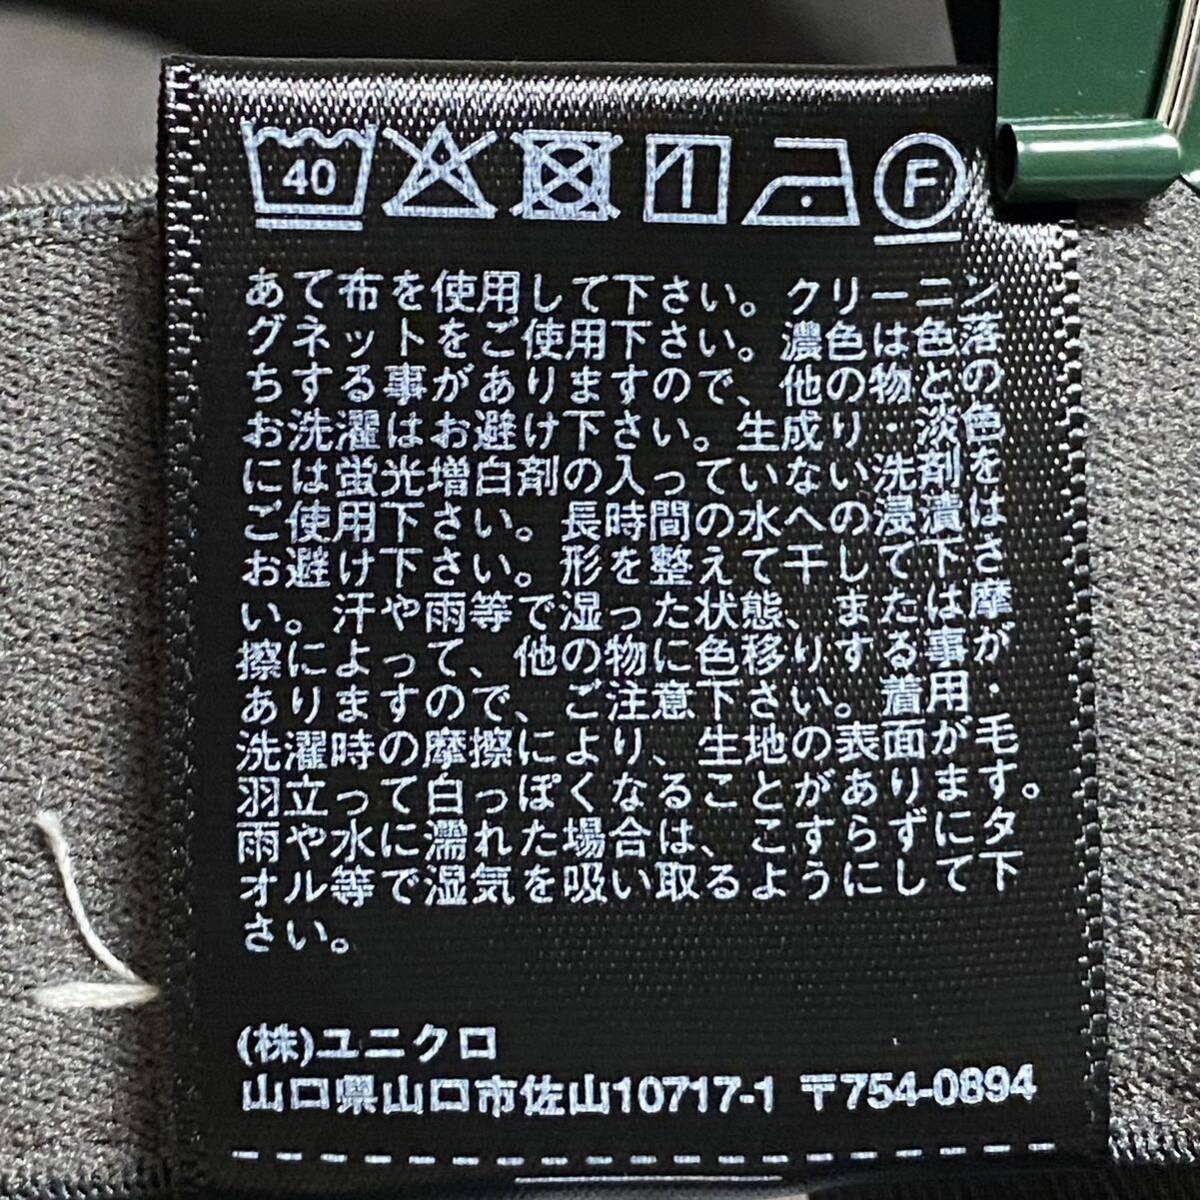 40 F
あて布を使用して下さい。クリーニン
グネットをご使用下さい。濃色は色落
ちする事がありますので、他の物との
お洗濯はお避け下さい。生成り・淡色
には蛍光増白剤の入っていない洗剤を
ご使用下さい。長時間の水への浸漬は
お避け下さい。形を整えて干して下さ
い。汗や雨等で湿った状態、または摩
擦によって、他の物に色移りする事が
ありますので、ご注意下さい。着用・
洗濯時の摩擦により、生地の表面が毛
羽立って白っぽくなることがあります。
雨や水に濡れた場合は、こすらずにタ
オル等で湿気を吸い取るようにして下
さい。
(株)ユニクロ
山口県山口市佐山10717-1 〒754-0894